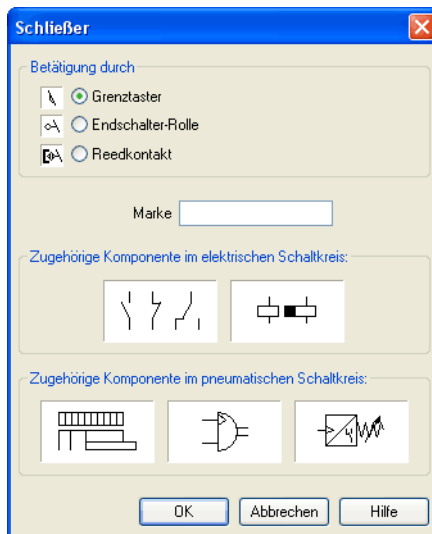 Schließer
Betätigung durch
Grenztaster
Endschalter-Rolle
Reedkontakt
Marke
Zugehörige Komponente im elektrischen Schaltkreis:
Zugehörige Komponente im pneumatischen Schaltkreis:
OK
Abbrechen
Hilfe